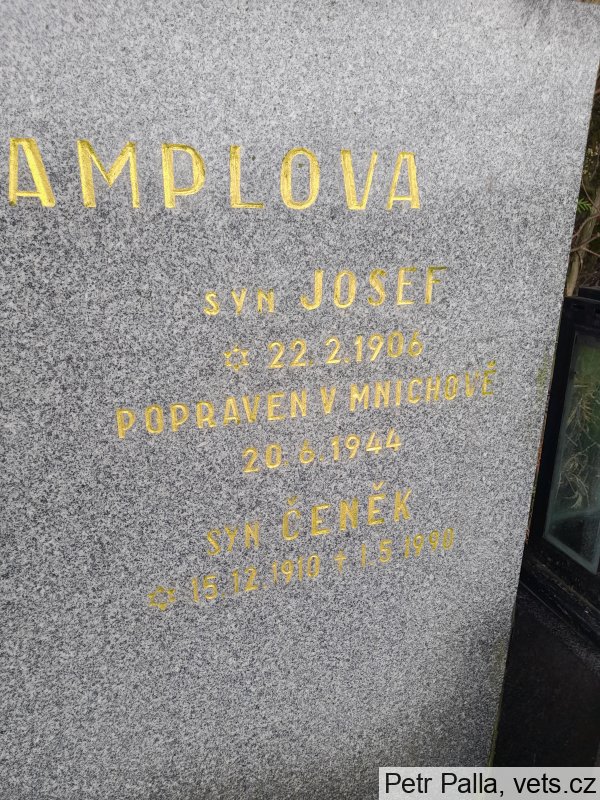 AMPLOVA
SYN JOSEF
✡ 22.2.1906
POPRAVEN V MNICHOVĚ
20.6.1944
SYN ČENĚK
✡ 15.12.1910 † 1.5.1990
Petr Palla, vets.cz